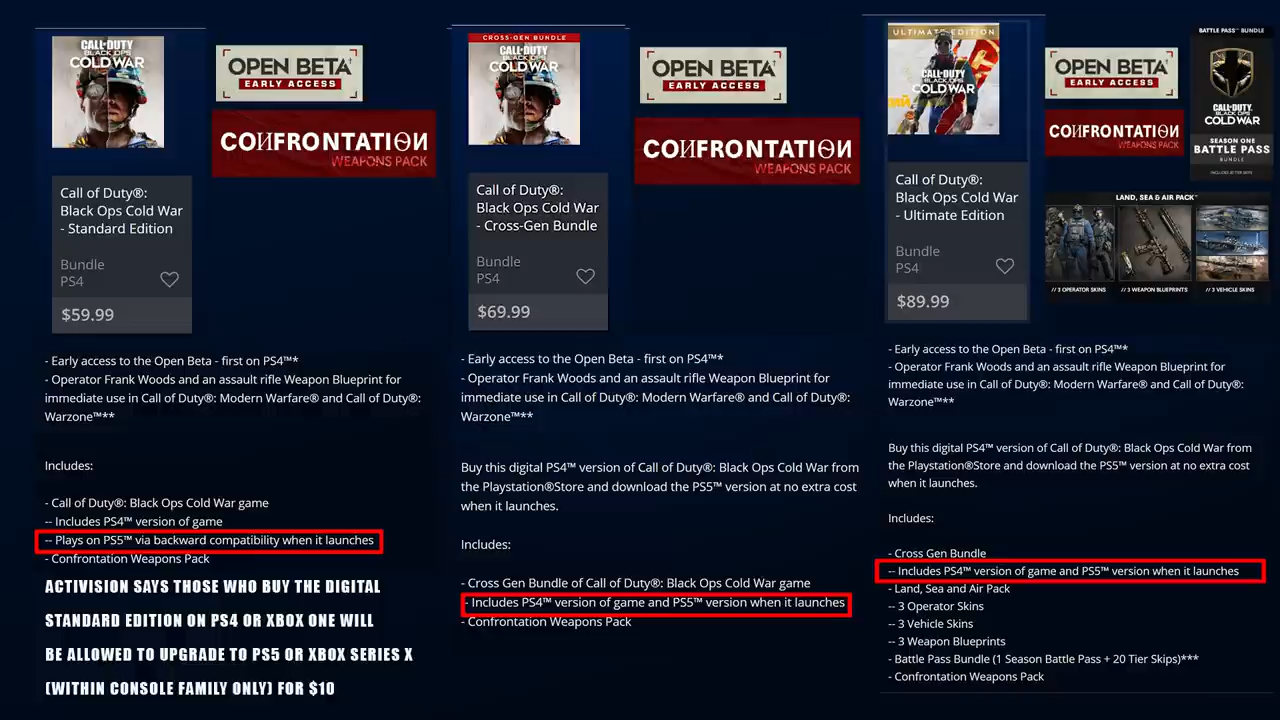 CALL OF DUTY
BLACK OPS
COLD WAR
OPEN BETA
EARLY ACCESS
CONFRONTATION
WEAPONS PACK
Call of Duty®:
Black Ops Cold War
- Standard Edition
Bundle
PS4
$59.99
- Early access to the Open Beta - first on PS4™*
- Operator Frank Woods and an assault rifle Weapon Blueprint for
immediate use in Call of Duty®: Modern Warfare® and Call of Duty®:
Warzone™**
Includes:
- Call of Duty®: Black Ops Cold War game
-- Includes PS4™ version of game
-- Plays on PS5™ via backward compatibility when it launches
- Confrontation Weapons Pack
ACTIVISION SAYS THOSE WHO BUY THE DIGITAL
STANDARD EDITION ON PS4 OR XBOX ONE WILL
BE ALLOWED TO UPGRADE TO PS5 OR XBOX SERIES X
(WITHIN CONSOLE FAMILY ONLY) FOR $10
CROSS-GEN BUNDLE
CALL OF DUTY
BLACK OPS
COLD WAR
OPEN BETA
EARLY ACCESS
CONFRONTATION
WEAPONS PACK
Call of Duty®:
Black Ops Cold War
- Cross-Gen Bundle
Bundle
PS4
$69.99
- Early access to the Open Beta - first on PS4™*
- Operator Frank Woods and an assault rifle Weapon Blueprint for
immediate use in Call of Duty®: Modern Warfare® and Call of Duty®:
Warzone™**
Buy this digital PS4™ version of Call of Duty®: Black Ops Cold War from
the Playstation®Store and download the PS5™ version at no extra cost
when it launches.
Includes:
- Cross Gen Bundle of Call of Duty®: Black Ops Cold War game
- Includes PS4™ version of game and PS5™ version when it launches
- Confrontation Weapons Pack
ULTIMATE EDITION
CALL OF DUTY
BLACK OPS
COLD WAR
OPEN BETA
EARLY ACCESS
CONFRONTATION
WEAPONS PACK
BATTLE PASS™ BUNDLE
CALL OF DUTY
BLACK OPS
COLD WAR
SEASON ONE
BATTLE PASS
BUNDLE
LAND, SEA & AIR PACK™
// 3 OPERATOR SKINS
// 3 WEAPON BLUEPRINTS
// 3 VEHICLE SKINS
Call of Duty®:
Black Ops Cold War
- Ultimate Edition
Bundle
PS4
$89.99
- Early access to the Open Beta - first on PS4™*
- Operator Frank Woods and an assault rifle Weapon Blueprint for
immediate use in Call of Duty®: Modern Warfare® and Call of Duty®:
Warzone™**
Buy this digital PS4™ version of Call of Duty®: Black Ops Cold War from
the Playstation®Store and download the PS5™ version at no extra cost
when it launches.
Includes:
- Cross Gen Bundle
-- Includes PS4™ version of game and PS5™ version when it launches
- Land, Sea and Air Pack
-- 3 Operator Skins
-- 3 Vehicle Skins
-- 3 Weapon Blueprints
- Battle Pass Bundle (1 Season Battle Pass + 20 Tier Skips)***
- Confrontation Weapons Pack